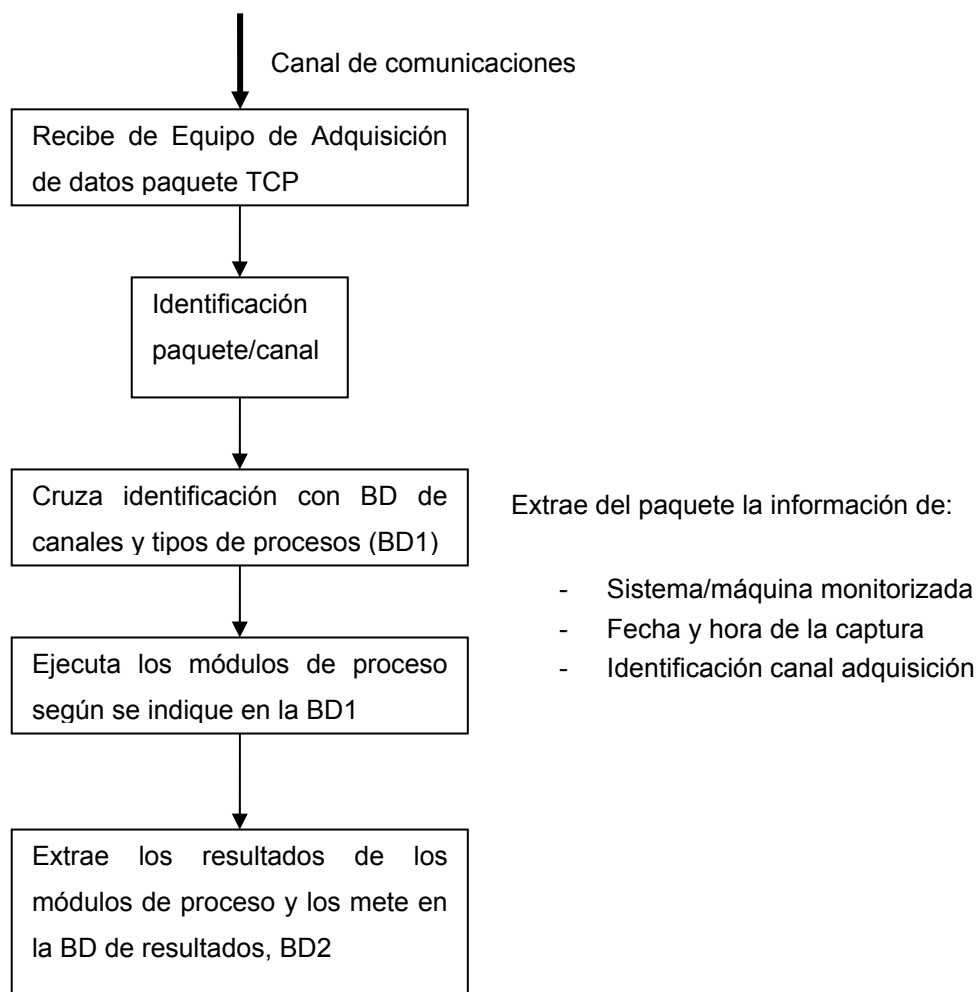 Canal de comunicaciones
Recibe de Equipo de Adquisición
de datos paquete TCP
Identificación
paquete/canal
Cruza identificación con BD de
canales y tipos de procesos (BD1)
Extrae del paquete la información de:
- Sistema/máquina monitorizada
- Fecha y hora de la captura
- Identificación canal adquisición
Ejecuta los módulos de proceso
según se indique en la BD1
Extrae los resultados de los
módulos de proceso y los mete en
la BD de resultados, BD2